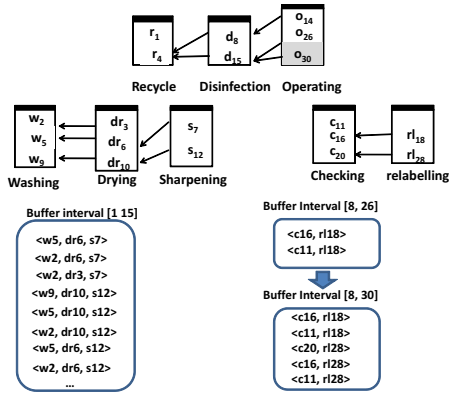 r1
r4
d8
d15
o14
o26
o30
Recycle Disinfection Operating
w2
w5
w9
dr3
dr6
dr10
s7
s12
c11
c16
c20
rl18
rl28
Washing Drying Sharpening
Checking relabelling
Buffer interval [1 15]
<w5, dr6, s7>
<w2, dr6, s7>
<w2, dr3, s7>
<w9, dr10, s12>
<w5, dr10, s12>
<w2, dr10, s12>
<w5, dr6, s12>
<w2, dr6, s12>
...
Buffer Interval [8, 26]
<c16, rl18>
<c11, rl18>
Buffer Interval [8, 30]
<c16, rl18>
<c11, rl18>
<c20, rl28>
<c16, rl28>
<c11, rl28>